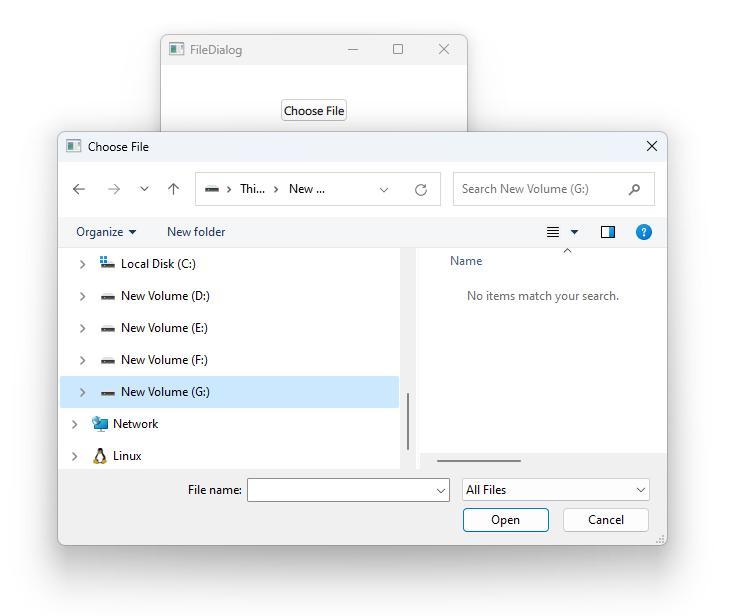 FileDialog
Choose File
Choose File
Thi... New ...
Search New Volume (G:)
Organize New folder
?
Local Disk (C:)
New Volume (D:)
New Volume (E:)
New Volume (F:)
New Volume (G:)
Network
Linux
Name
No items match your search.
File name:
All Files
Open Cancel